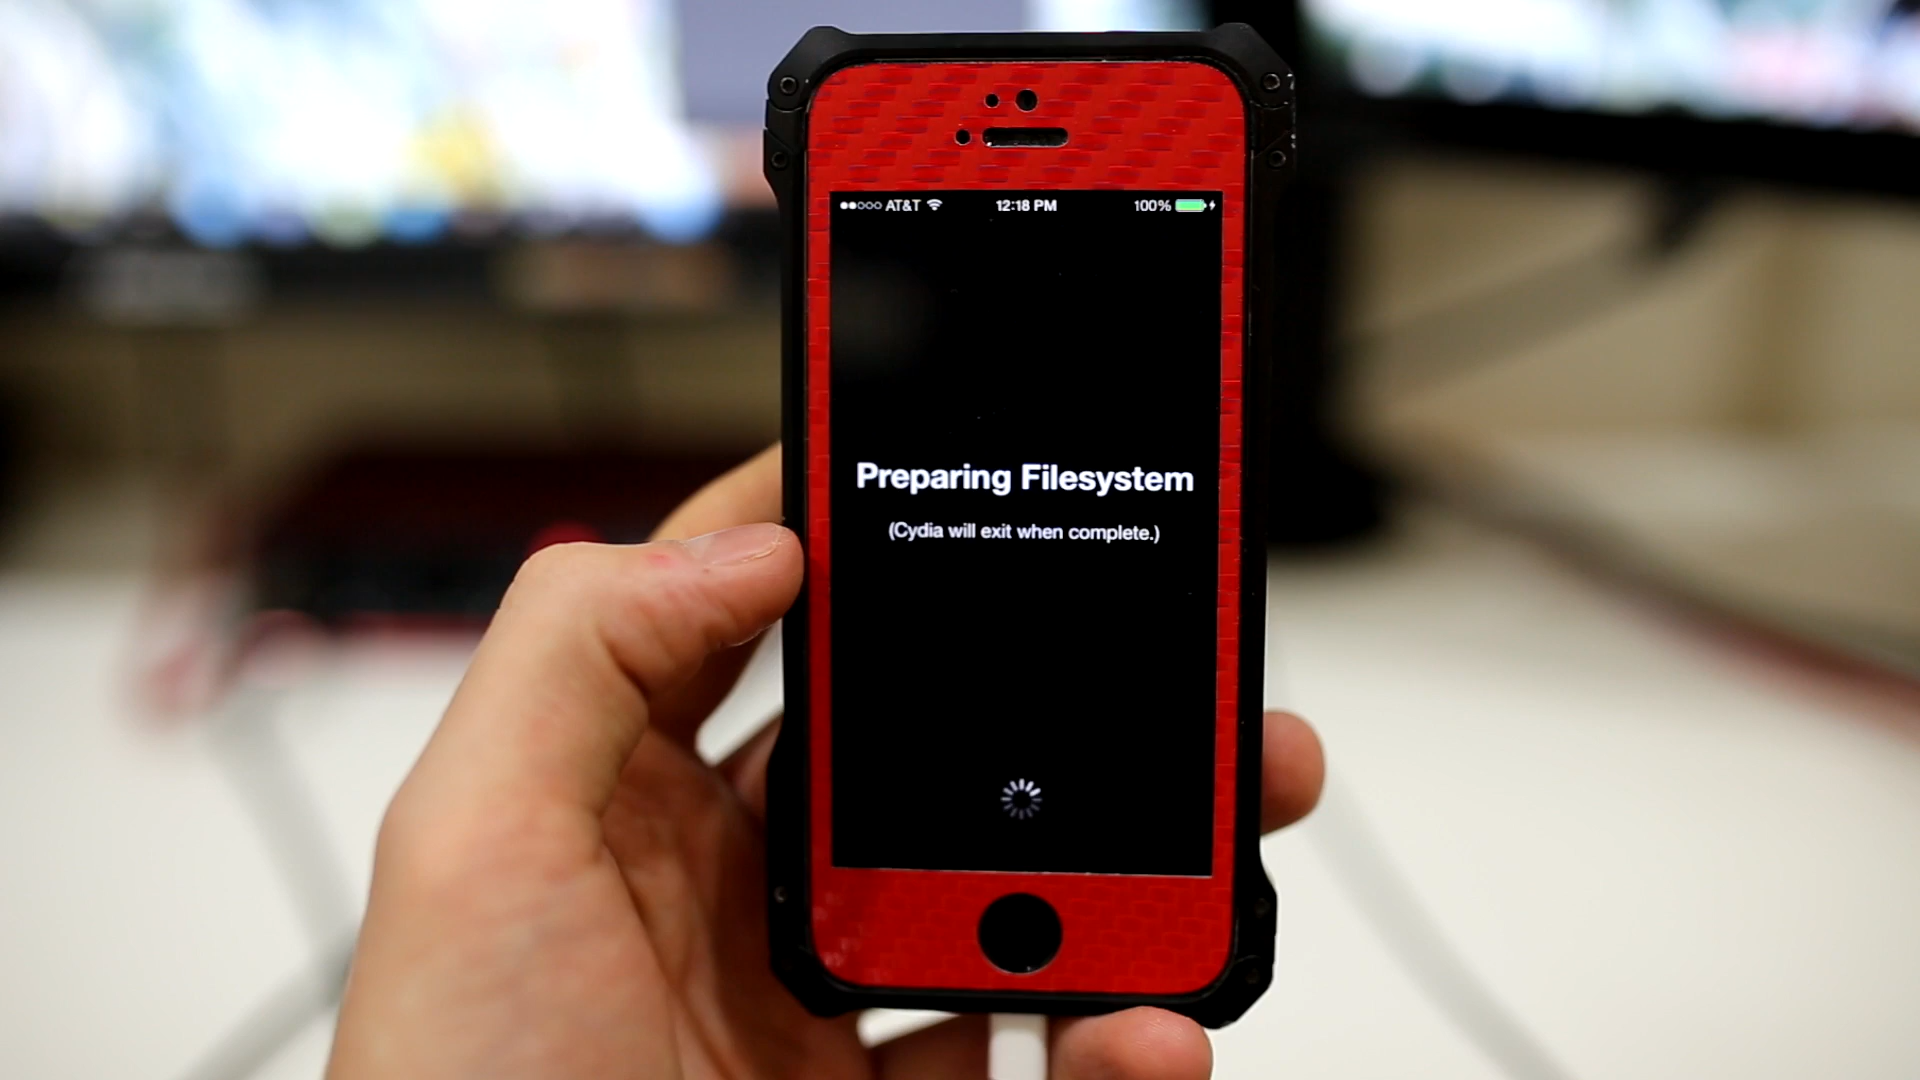 AT&T 12:18 PM 100%
Preparing Filesystem
(Cydia will exit when complete.)